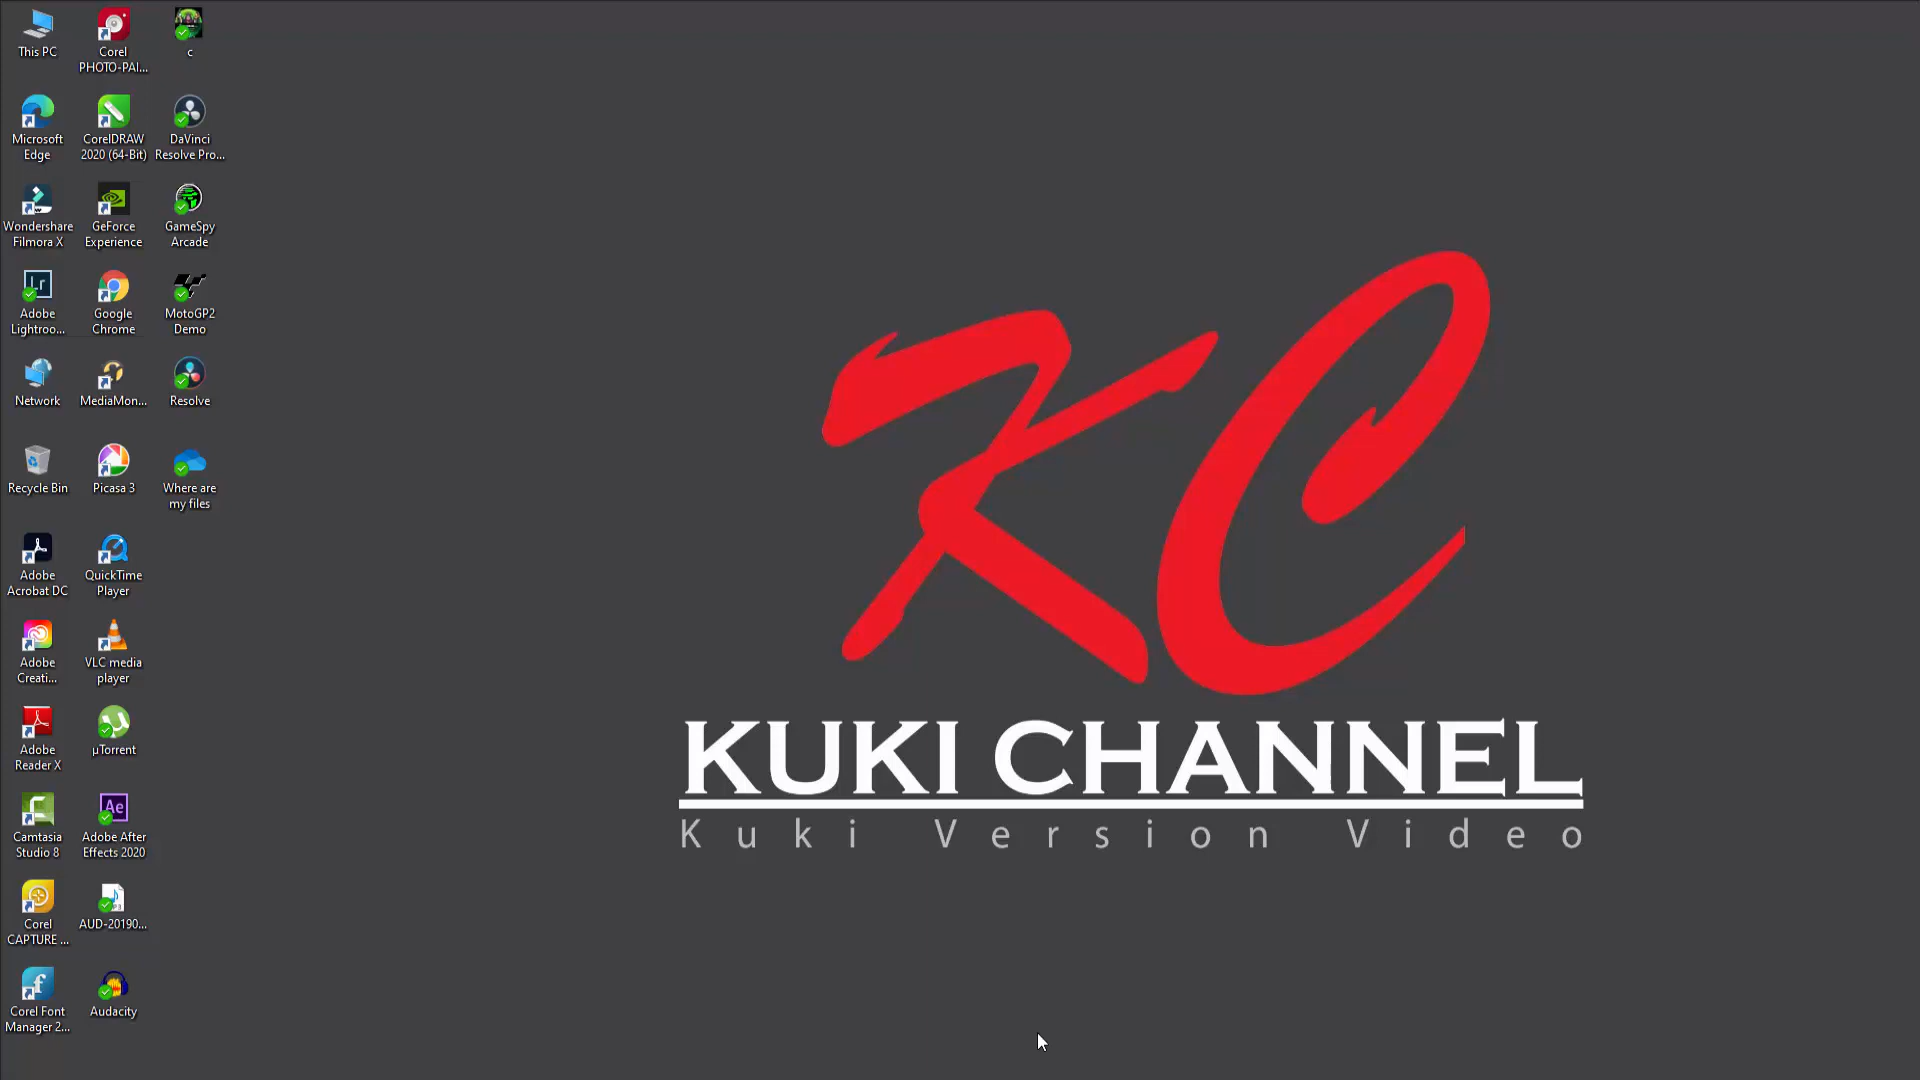 This PC
Corel
PHOTO-PAI...
c
Microsoft
Edge
CorelDRAW
2020 (64-Bit)
DaVinci
Resolve Pro...
Wondershare
Filmora X
GeForce
Experience
GameSpy
Arcade
Lr
Adobe
Lightroo...
Google
Chrome
MotoGP2
Demo
Network
MediaMon...
Resolve
Recycle Bin
Picasa 3
Where are
my files
Adobe
Acrobat DC
QuickTime
Player
Adobe
Creati...
VLC media
player
Adobe
Reader X
µTorrent
Camtasia
Studio 8
Ae
Adobe After
Effects 2020
Corel
CAPTURE ...
AUD-20190...
Corel Font
Manager 2...
Audacity
KC
KUKI CHANNEL
Kuki Version Video